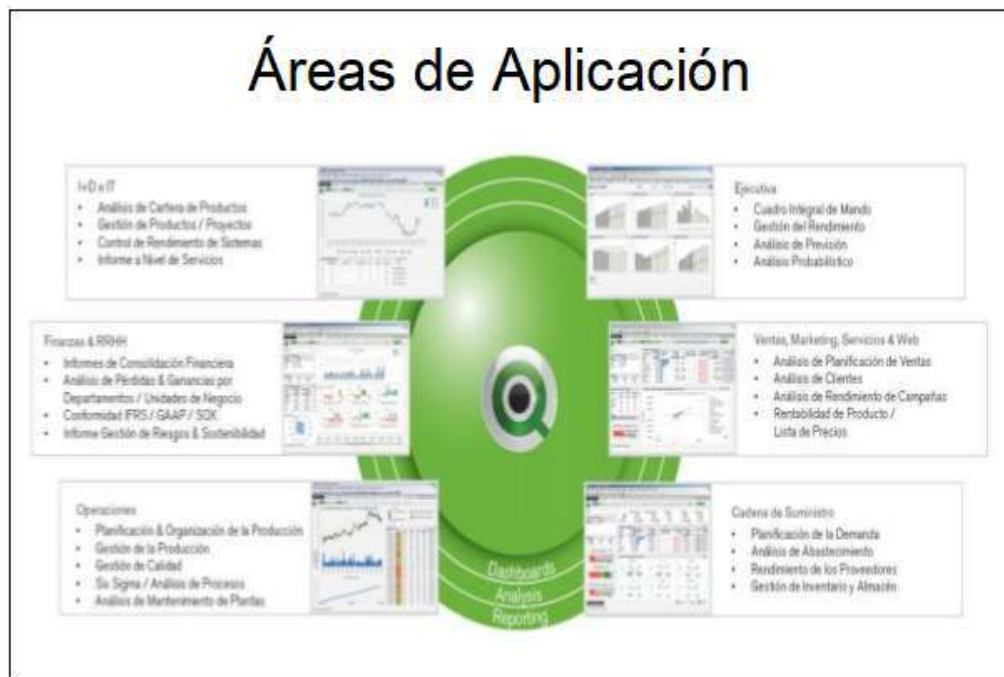 Áreas de Aplicación
I+D e IT
• Análisis de Cartera de Productos
• Gestión de Productos / Proyectos
• Control de Rendimiento de Sistemas
• Informe a Nivel de Servicios
Ejecutiva
• Cuadro Integral de Mando
• Gestión del Rendimiento
• Análisis de Previsión
• Análisis Probabilístico
Finanzas & RRHH
• Informes de Consolidación Financiera
• Análisis de Pérdidas & Ganancias por
Departamentos / Unidades de Negocio
• Conformidad IFRS / GAAP / SOX
• Informe Gestión de Riesgos & Sostenibilidad
Ventas, Marketing, Servicios & Web
• Análisis de Planificación de Ventas
• Análisis de Clientes
• Análisis de Rendimiento de Campañas
• Rentabilidad de Producto /
Lista de Precios
Operaciones
• Planificación & Organización de la Producción
• Gestión de la Producción
• Gestión de Calidad
• Six Sigma / Análisis de Procesos
• Análisis de Mantenimiento de Plantas
Cadena de Suministro
• Planificación de la Demanda
• Análisis de Abastecimiento
• Rendimiento de los Proveedores
• Gestión de Inventario y Almacén
Dashboards
Analysis
Reporting